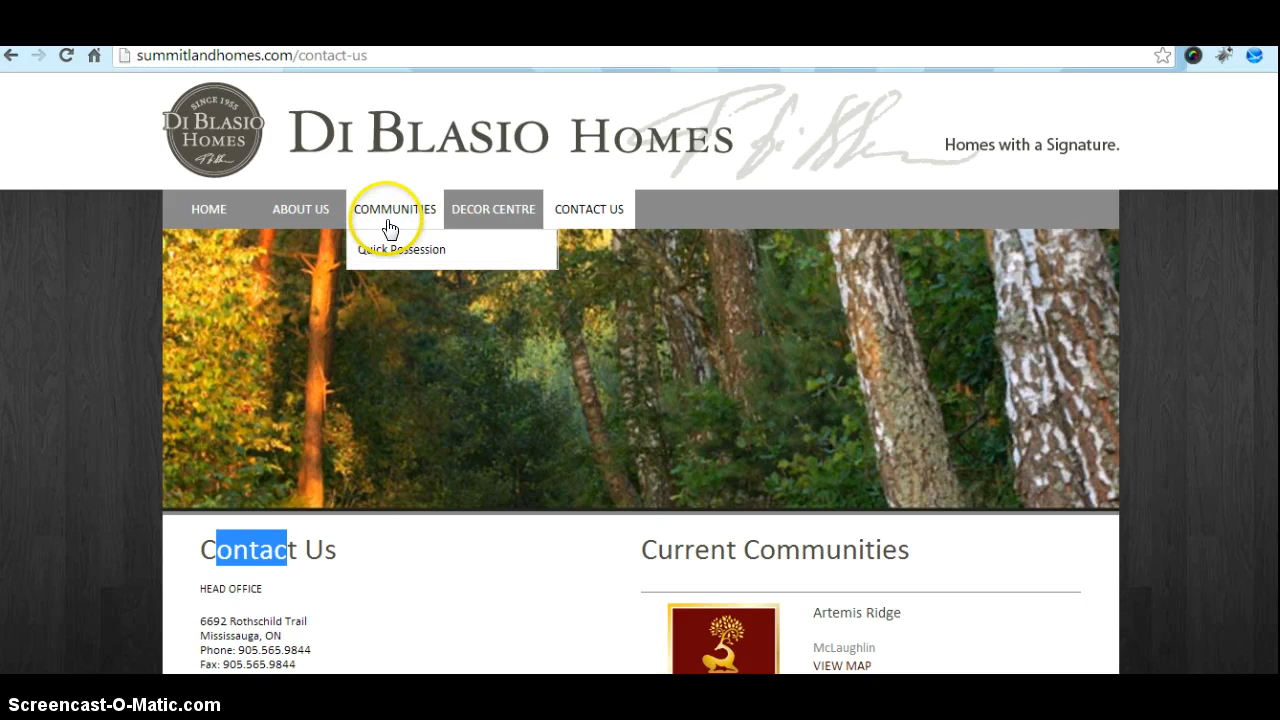 summitlandhomes.com/contact-us
SINCE 1955
DI BLASIO
HOMES
DI BLASIO HOMES
Homes with a Signature.
HOME ABOUT US COMMUNITIES DECOR CENTRE CONTACT US
Quick Possession
Contact Us
HEAD OFFICE
6692 Rothschild Trail
Mississauga, ON
Phone: 905.565.9844
Fax: 905.565.9844
Current Communities
Artemis Ridge
McLaughlin
VIEW MAP
Screencast-O-Matic.com